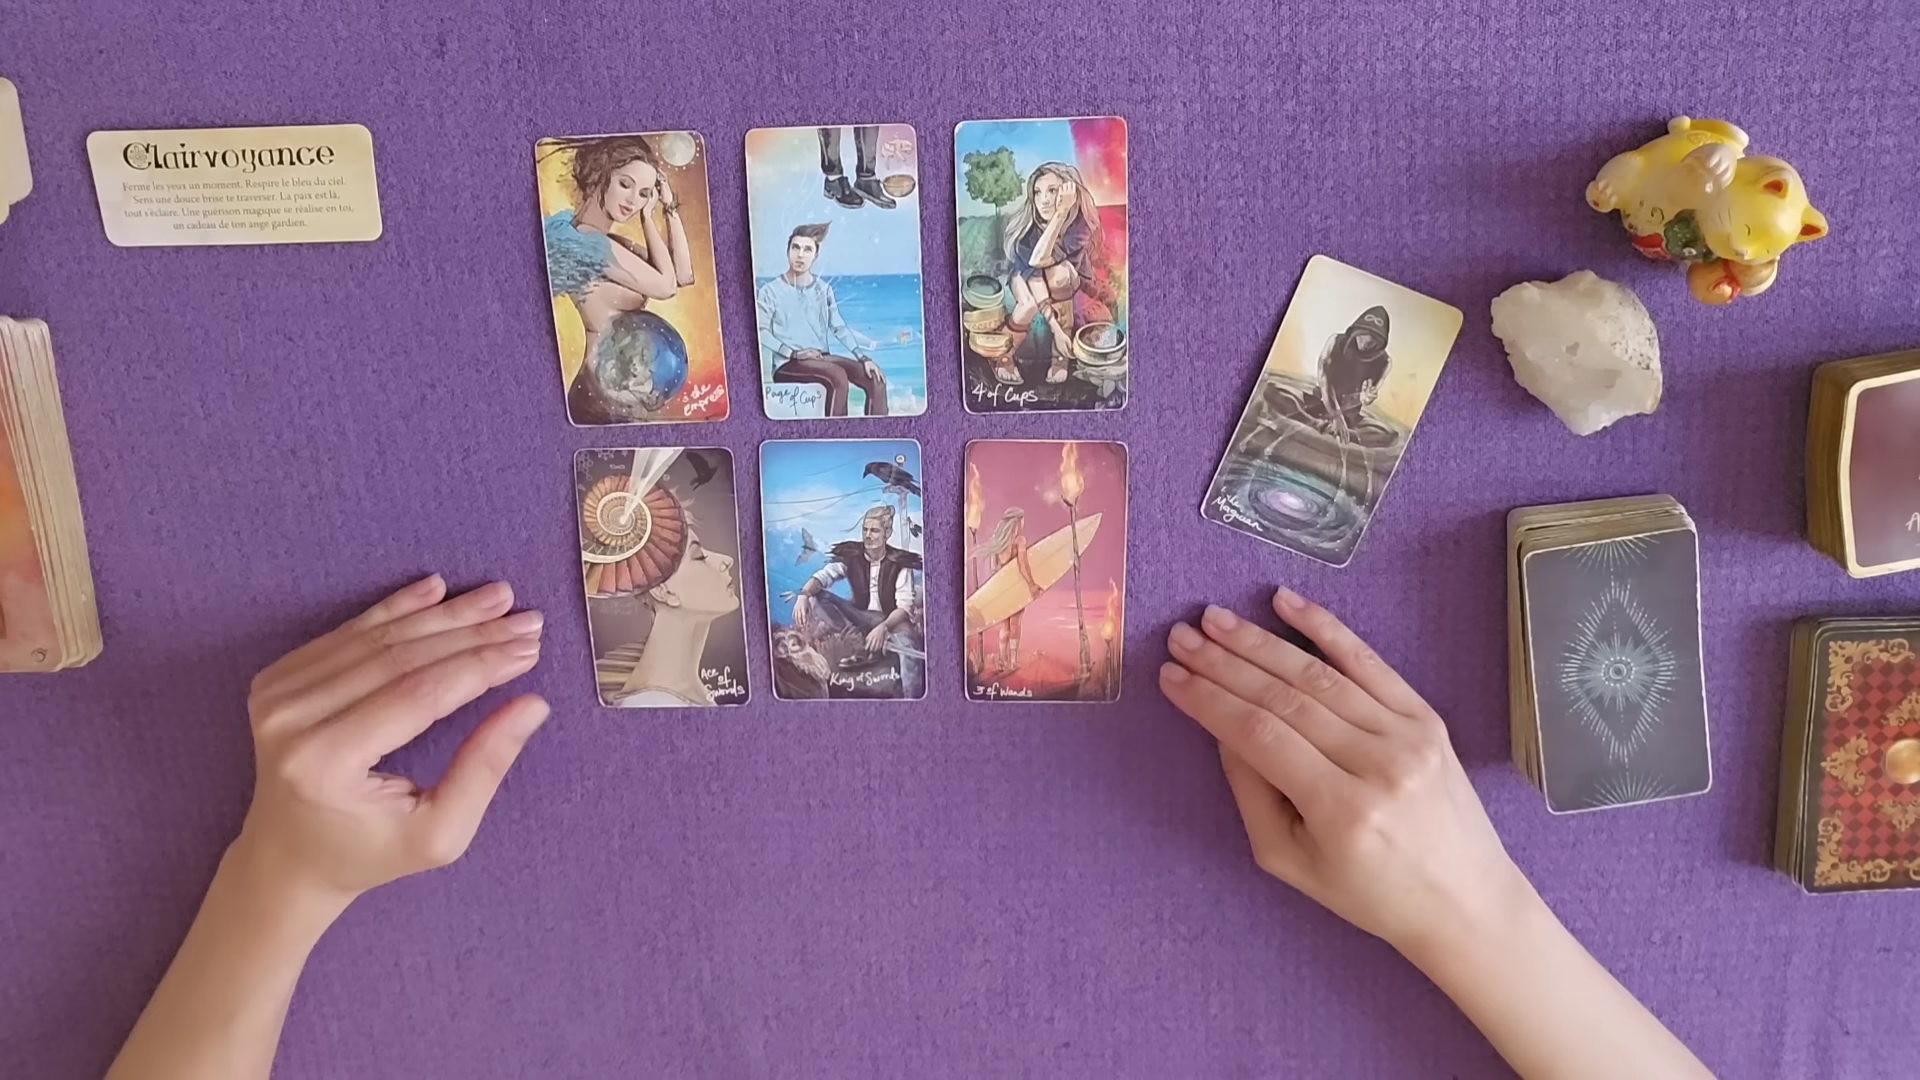 Clairvoyance
Ferme les yeux un moment. Respire le bleu du ciel.
Sens une douce brise te traverser. La paix est là,
tout s'éclaire. Une guérison magique se réalise en toi,
un cadeau de ton ange gardien.
3 the
empress
Page of
Cups
4 of Cups
the
Magician
Ace of
Swords
King of Swords
3 of Wands